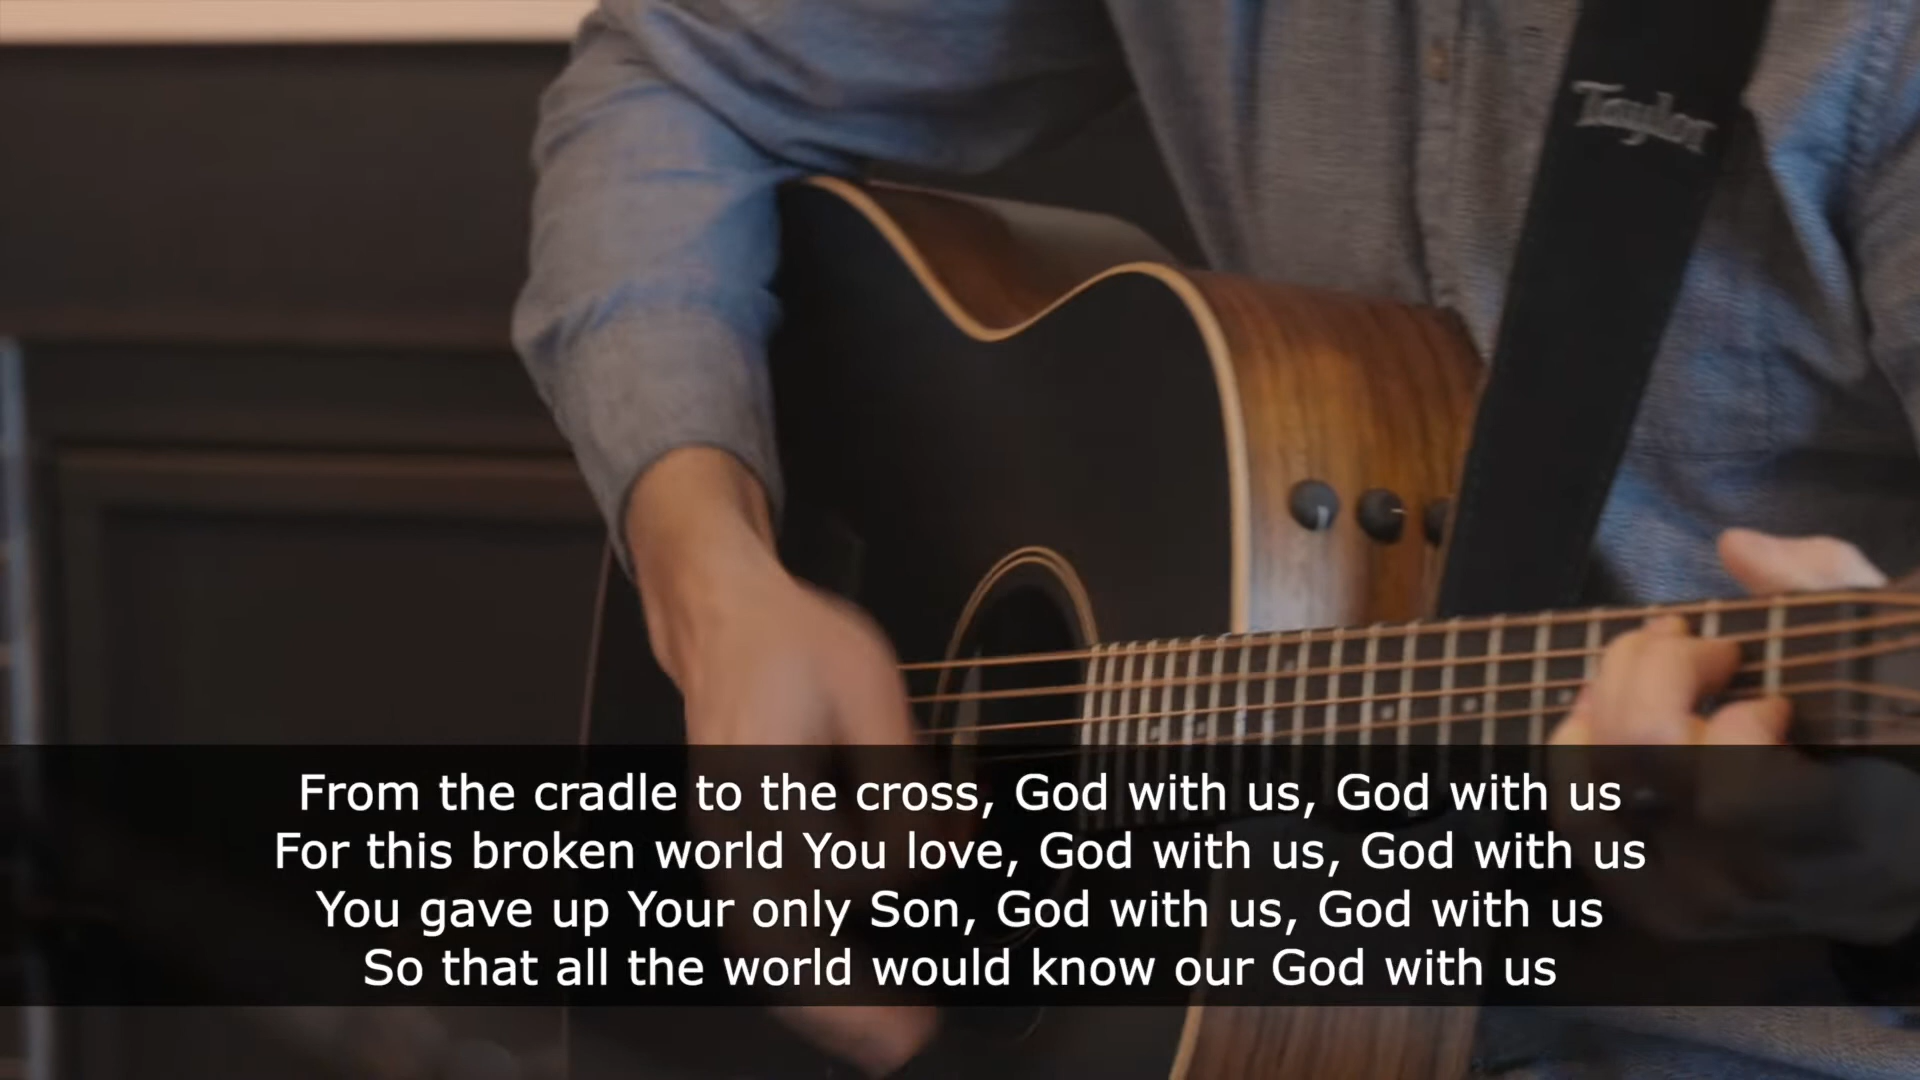 Taylor
From the cradle to the cross, God with us, God with us
For this broken world You love, God with us, God with us
You gave up Your only Son, God with us, God with us
So that all the world would know our God with us